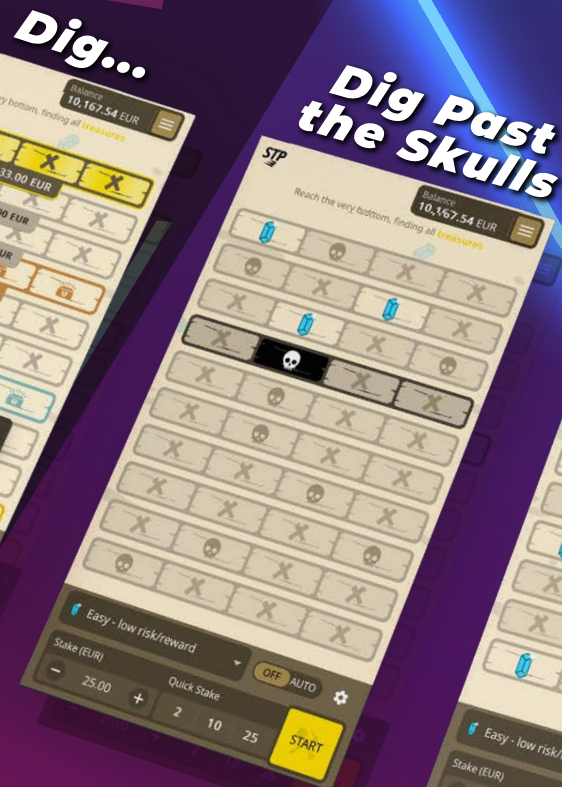 Dig...
Balance
10,167.54 EUR
ry bottom, finding all treasures
33.00 EUR
00 EUR
UR
Dig Past
the Skulls
STP
Balance
10,167.54 EUR
Reach the very bottom, finding all treasures
Easy - low risk/reward
OFF AUTO
Stake (EUR)
25.00
Quick Stake
2 10 25
START
Easy - low risk/
Stake (EUR)